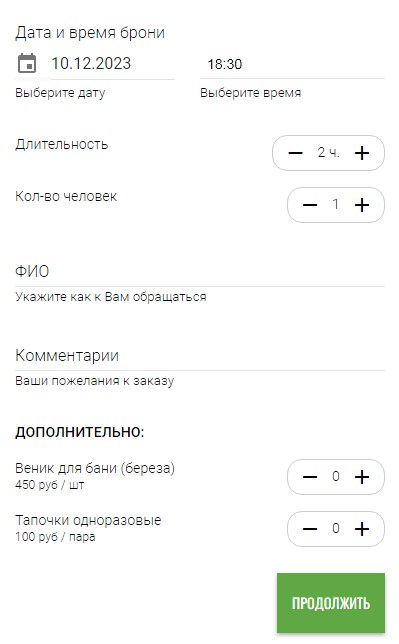 Дата и время брони
10.12.2023 18:30
Выберите дату Выберите время
Длительность 2 ч.
Кол-во человек 1
ФИО
Укажите как к Вам обращаться
Комментарии
Ваши пожелания к заказу
ДОПОЛНИТЕЛЬНО:
Веник для бани (береза)
450 руб / шт
0
Тапочки одноразовые
100 руб / пара
0
ПРОДОЛЖИТЬ